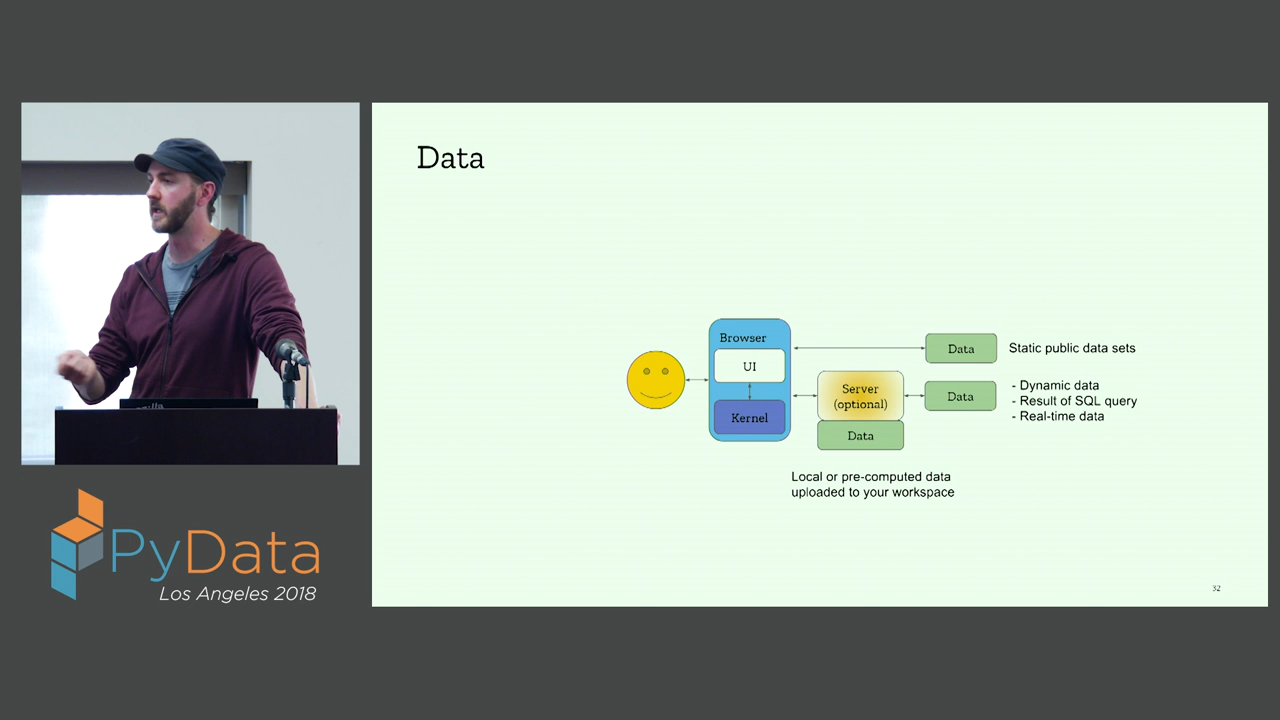 Data
Browser
UI
Kernel
Server
(optional)
Data
Data
Static public data sets
Data
- Dynamic data
- Result of SQL query
- Real-time data
Local or pre-computed data
uploaded to your workspace
32
PyData
Los Angeles 2018